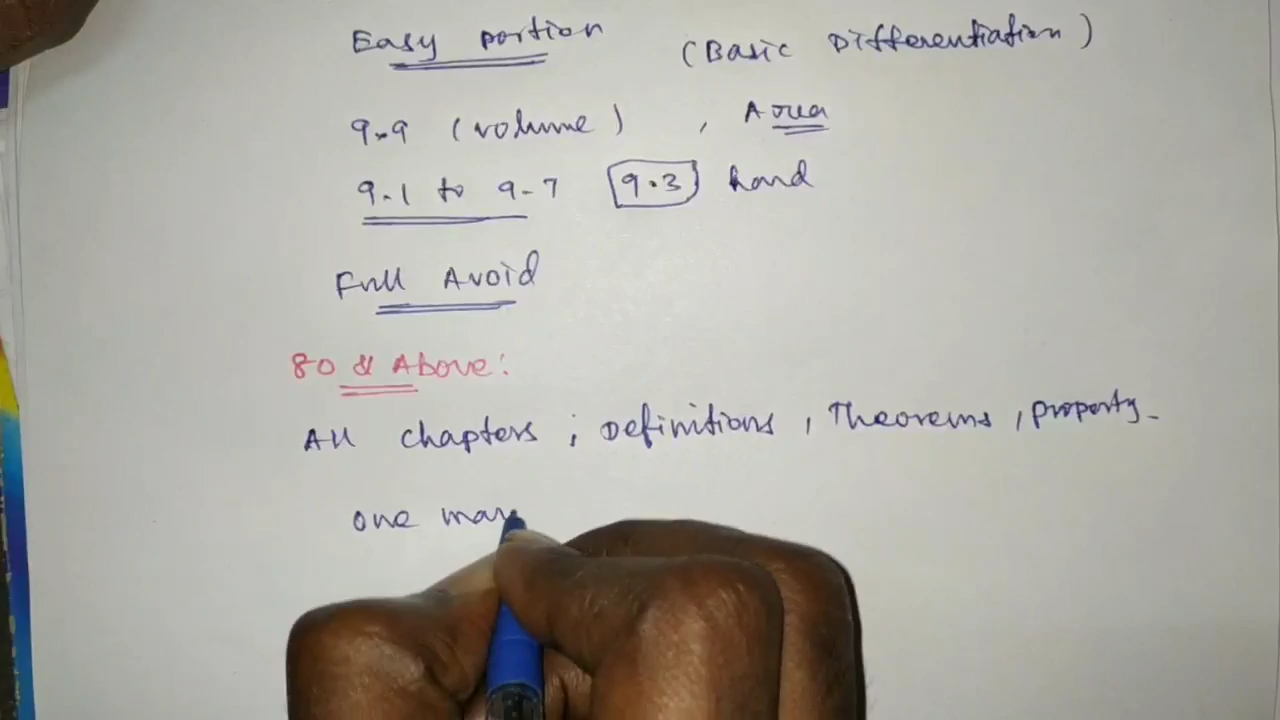 Easy portion (Basic Differentiation)
9.9 (volume) , Area
9.1 to 9-7 9.3 hard
Full Avoid
80 & Above:
All chapters ; Definitions , Theorems , property-
one mar